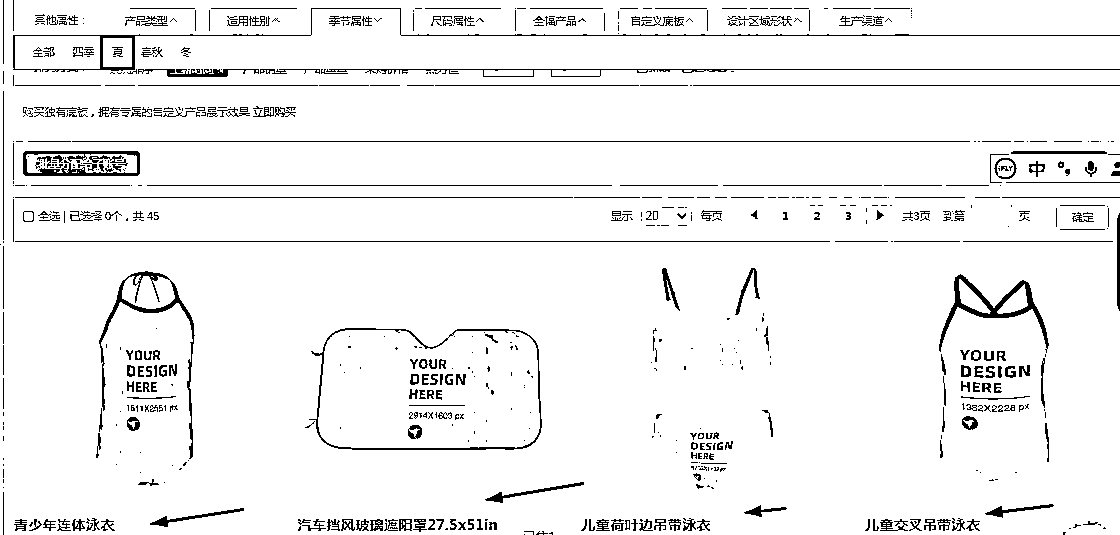 其他属性： 产品类型 适用性别 季节属性 尺码属性 全幅产品 自定义底板 设计区域形状 生产渠道
全部 四季 夏 春秋 冬
购买独有底板，拥有专属的自定义产品展示效果 立即购买
中
全选 | 已选择 0个，共 45 显示 20 每页 1 2 3 共3页 到第 页 确定
YOUR
DESIGN
HERE
1611X2551 px
YOUR
DESIGN
HERE
2914X1603 px
YOUR
DESIGN
HERE
YOUR
DESIGN
HERE
1382X2228 px
青少年连体泳衣
汽车挡风玻璃遮阳罩27.5x51in
儿童荷叶边吊带泳衣
儿童交叉吊带泳衣